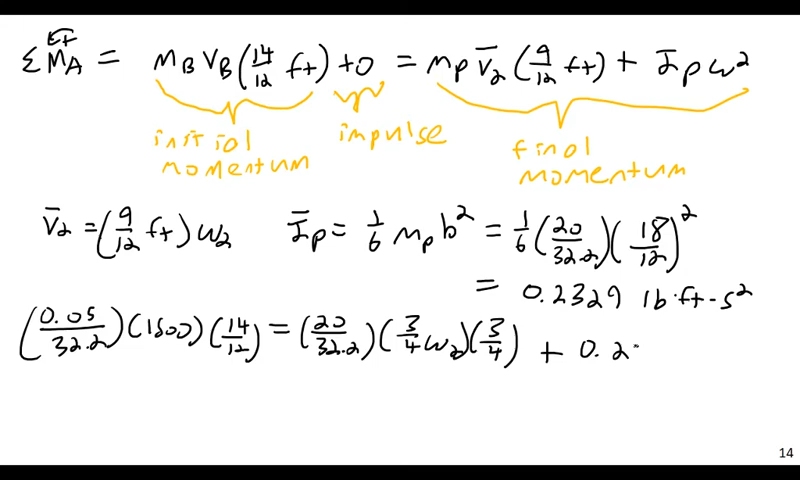 Σ M_A = m_B v_B (14/12 ft) + 0 = m_P v̄_2 (9/12 ft) + Ī_P ω^2
initial momentum
impulse
final momentum
v̄_2 = (9/12 ft) ω_2
Ī_P = 1/6 m_P b^2 = 1/6 (20/32.2) (18/12)^2
= 0.2329 lb·ft-s^2
(0.05/32.2) (1500) (14/12) = (20/32.2) (3/4 ω_2) (3/4) + 0.2
14